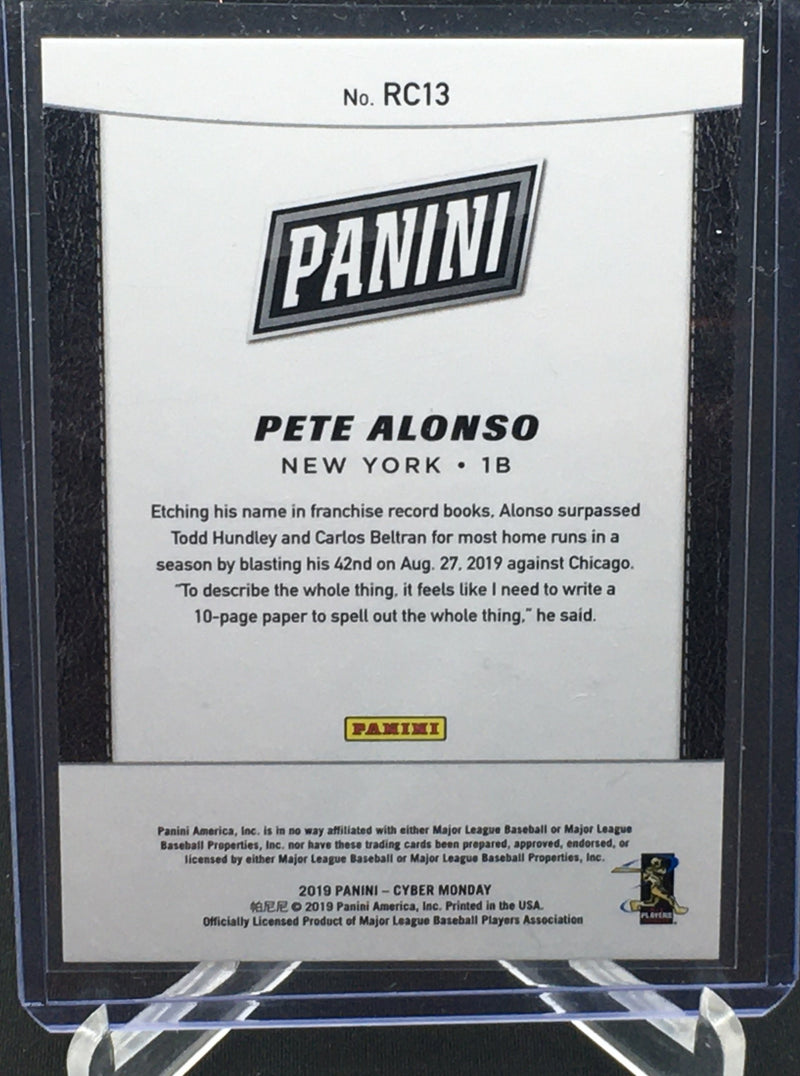 No. RC13
PANINI
PETE ALONSO
NEW YORK • 1B
Etching his name in franchise record books, Alonso surpassed
Todd Hundley and Carlos Beltran for most home runs in a
season by blasting his 42nd on Aug. 27, 2019 against Chicago.
"To describe the whole thing, it feels like I need to write a
10-page paper to spell out the whole thing," he said.
PANINI
Panini America, Inc. is in no way affiliated with either Major League Baseball or Major League
Baseball Properties, Inc. nor have these trading cards been prepared, approved, endorsed, or
licensed by either Major League Baseball or Major League Baseball Properties, Inc.
2019 PANINI – CYBER MONDAY
帕尼尼 © 2019 Panini America, Inc. Printed in the USA.
Officially Licensed Product of Major League Baseball Players Association
PLAYERS